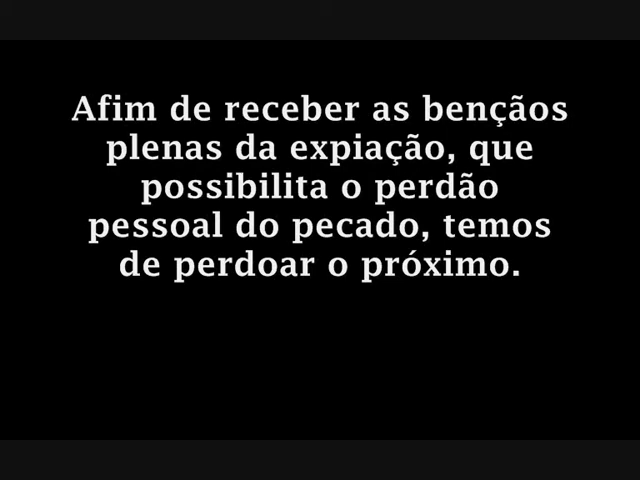 Afim de receber as bençãos
plenas da expiação, que
possibilita o perdão
pessoal do pecado, temos
de perdoar o próximo.